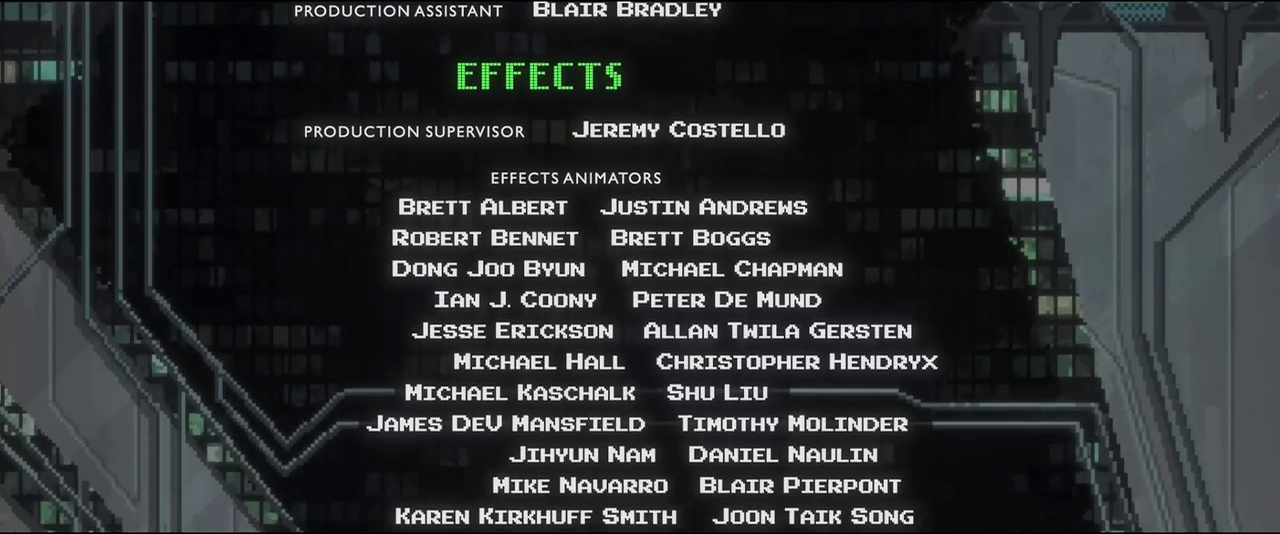 PRODUCTION ASSISTANT BLAIR BRADLEY
EFFECTS
PRODUCTION SUPERVISOR JEREMY COSTELLO
EFFECTS ANIMATORS
BRETT ALBERT JUSTIN ANDREWS
ROBERT BENNET BRETT BOGGS
DONG JOO BYUN MICHAEL CHAPMAN
IAN J. COONY PETER DE MUND
JESSE ERICKSON ALLAN TWILA GERSTEN
MICHAEL HALL CHRISTOPHER HENDRYX
MICHAEL KASCHALK SHU LIU
JAMES DEV MANSFIELD TIMOTHY MOLINDER
JIHYUN NAM DANIEL NAULIN
MIKE NAVARRO BLAIR PIERPONT
KAREN KIRKHUFF SMITH JOON TAIK SONG